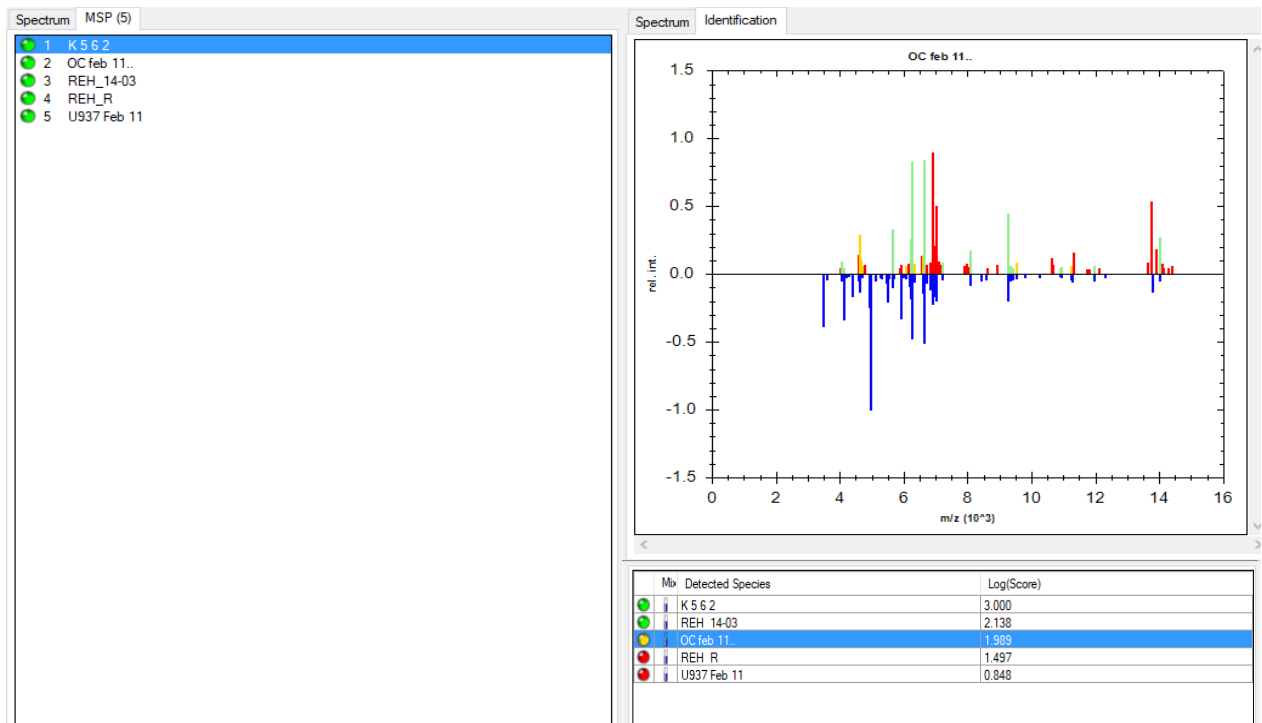 Spectrum MSP (5)
1 K 5 6 2
2 OC feb 11..
3 REH_14-03
4 REH_R
5 U937 Feb 11
Spectrum Identification
OC feb 11..
1.5
1.0
0.5
0.0
-0.5
-1.0
-1.5
rel. int.
0 2 4 6 8 10 12 14 16
m/z (10^3)
Mix Detected Species Log(Score)
K 5 6 2 3.000
REH_14-03 2.138
OC feb 11.. 1.989
REH_R 1.497
U937 Feb 11 0.848